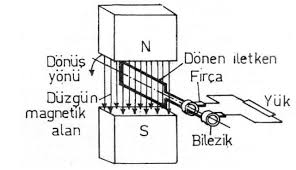 N
Dönüş
yönü
Dönen iletken
Fırça
Düzgün
magnetik
alan
Yük
S
Bilezik